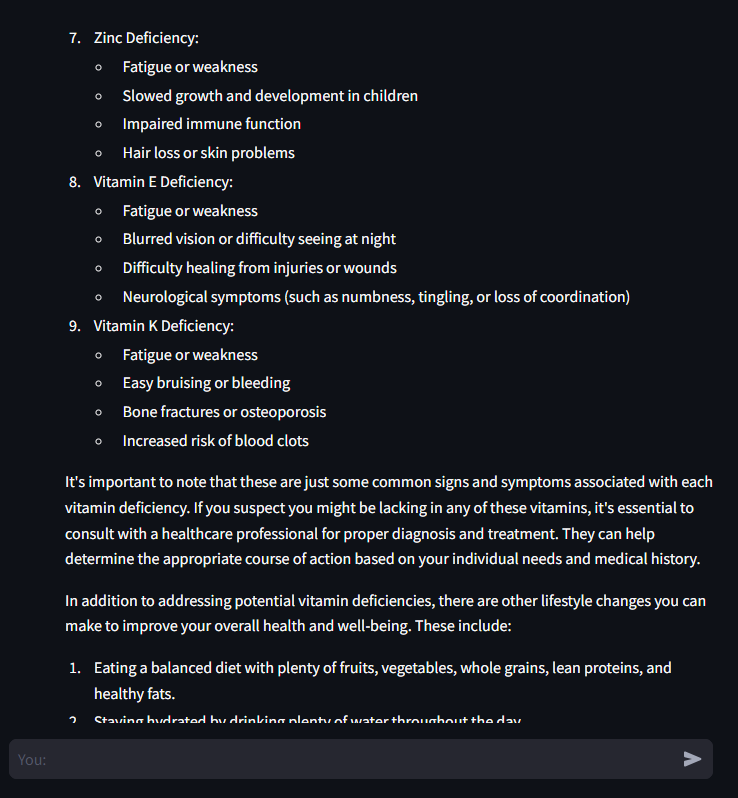 7. Zinc Deficiency:
○ Fatigue or weakness
○ Slowed growth and development in children
○ Impaired immune function
○ Hair loss or skin problems
8. Vitamin E Deficiency:
○ Fatigue or weakness
○ Blurred vision or difficulty seeing at night
○ Difficulty healing from injuries or wounds
○ Neurological symptoms (such as numbness, tingling, or loss of coordination)
9. Vitamin K Deficiency:
○ Fatigue or weakness
○ Easy bruising or bleeding
○ Bone fractures or osteoporosis
○ Increased risk of blood clots
It's important to note that these are just some common signs and symptoms associated with each
vitamin deficiency. If you suspect you might be lacking in any of these vitamins, it's essential to
consult with a healthcare professional for proper diagnosis and treatment. They can help
determine the appropriate course of action based on your individual needs and medical history.
In addition to addressing potential vitamin deficiencies, there are other lifestyle changes you can
make to improve your overall health and well-being. These include:
1. Eating a balanced diet with plenty of fruits, vegetables, whole grains, lean proteins, and
healthy fats.
2. Staying hydrated by drinking plenty of water throughout the day
You: